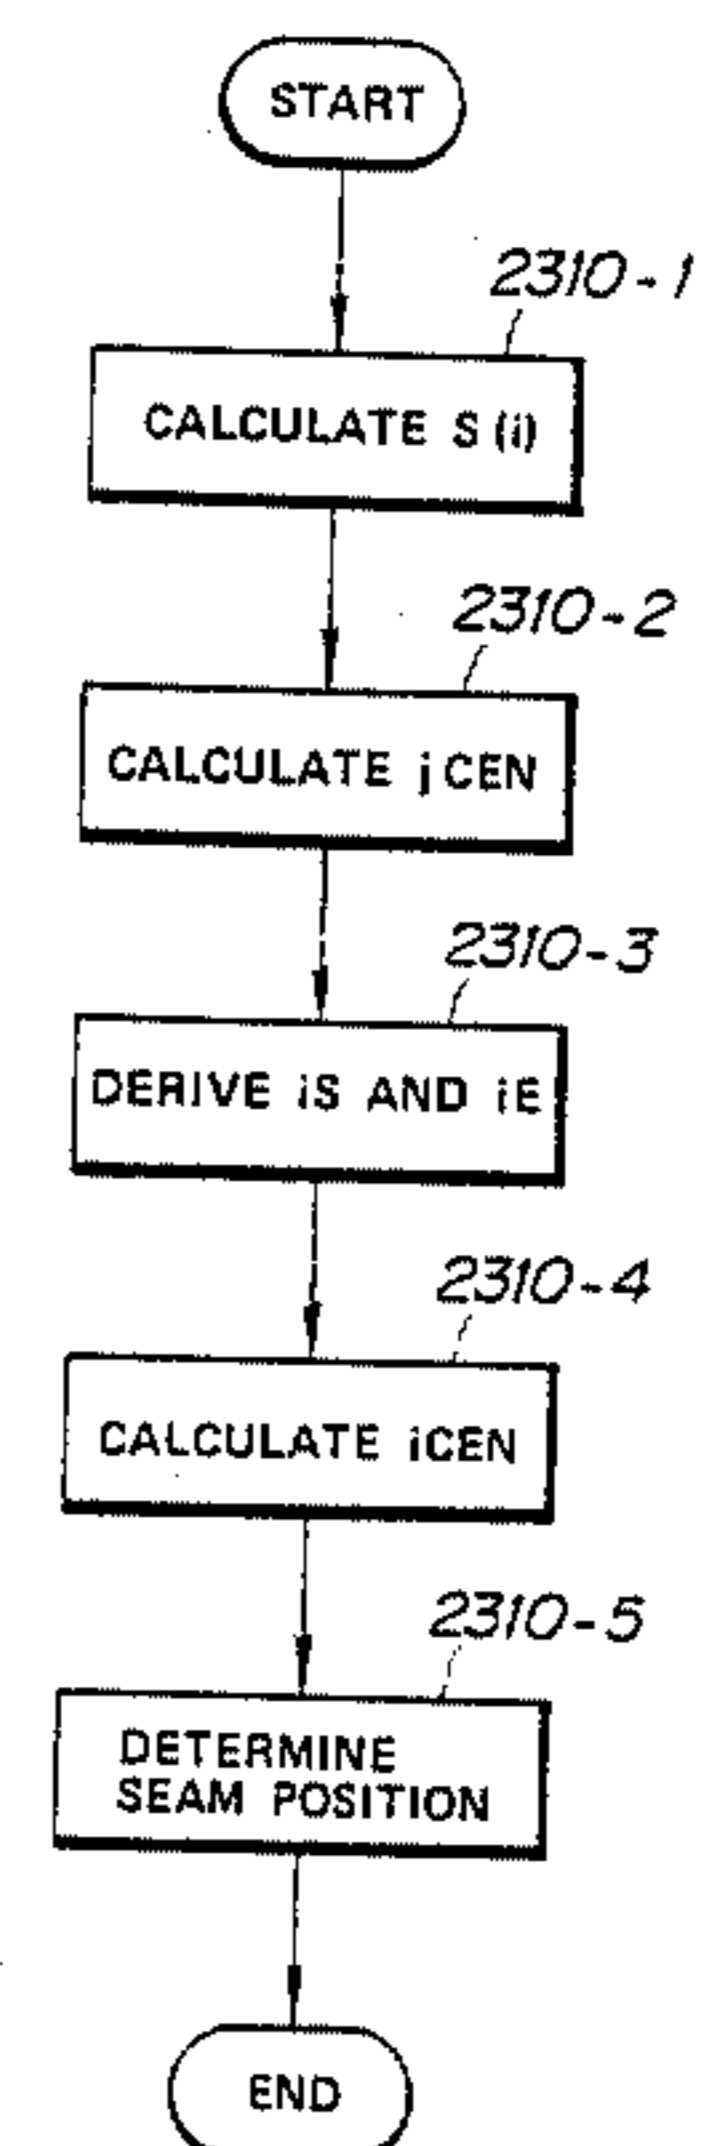 START
2310-1
CALCULATE S(i)
2310-2
CALCULATE jCEN
2310-3
DERIVE iS AND iE
2310-4
CALCULATE iCEN
2310-5
DETERMINE
SEAM POSITION
END